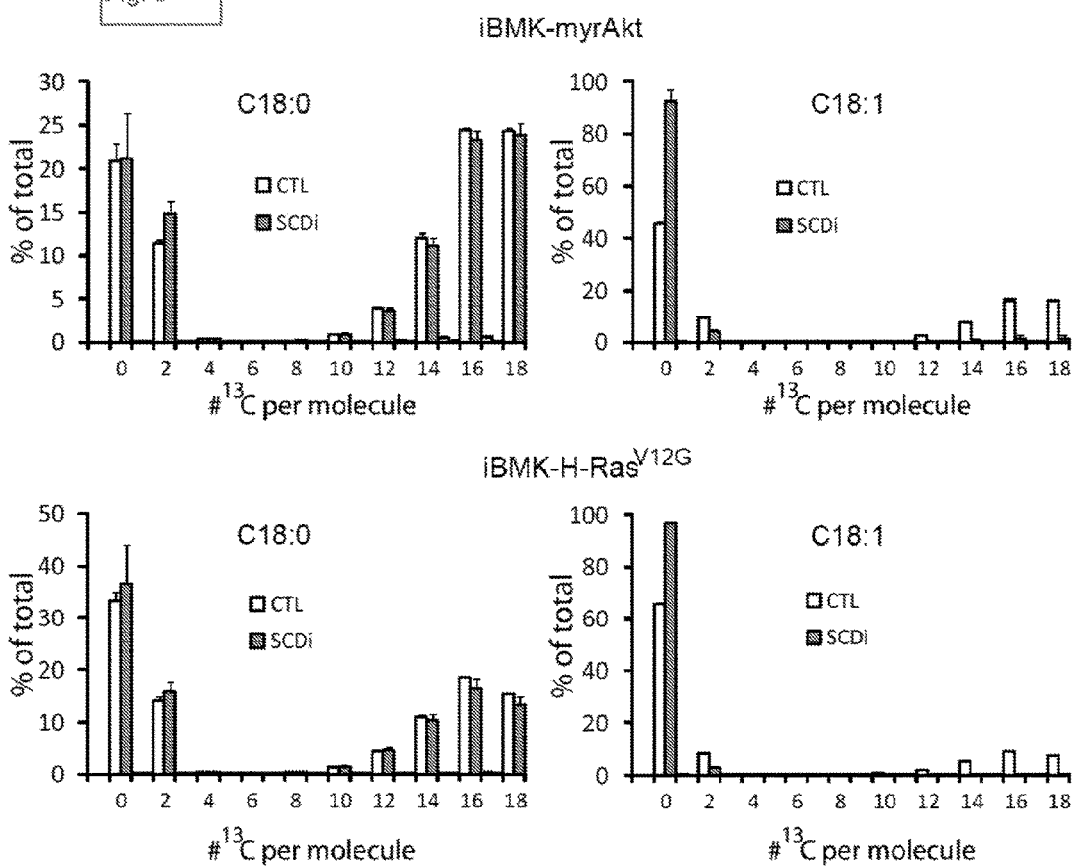 iBMK-myrAkt
C18:0
CTL
SCDi
% of total
30
25
20
15
10
5
0
0 2 4 6 8 10 12 14 16 18
#13C per molecule
C18:1
CTL
SCDi
% of total
100
80
60
40
20
0
0 2 4 6 8 10 12 14 16 18
#13C per molecule
iBMK-H-RasV12G
C18:0
CTL
SCDi
% of total
50
40
30
20
10
0
0 2 4 6 8 10 12 14 16 18
#13C per molecule
C18:1
CTL
SCDi
% of total
100
80
60
40
20
0
0 2 4 6 8 10 12 14 16 18
#13C per molecule